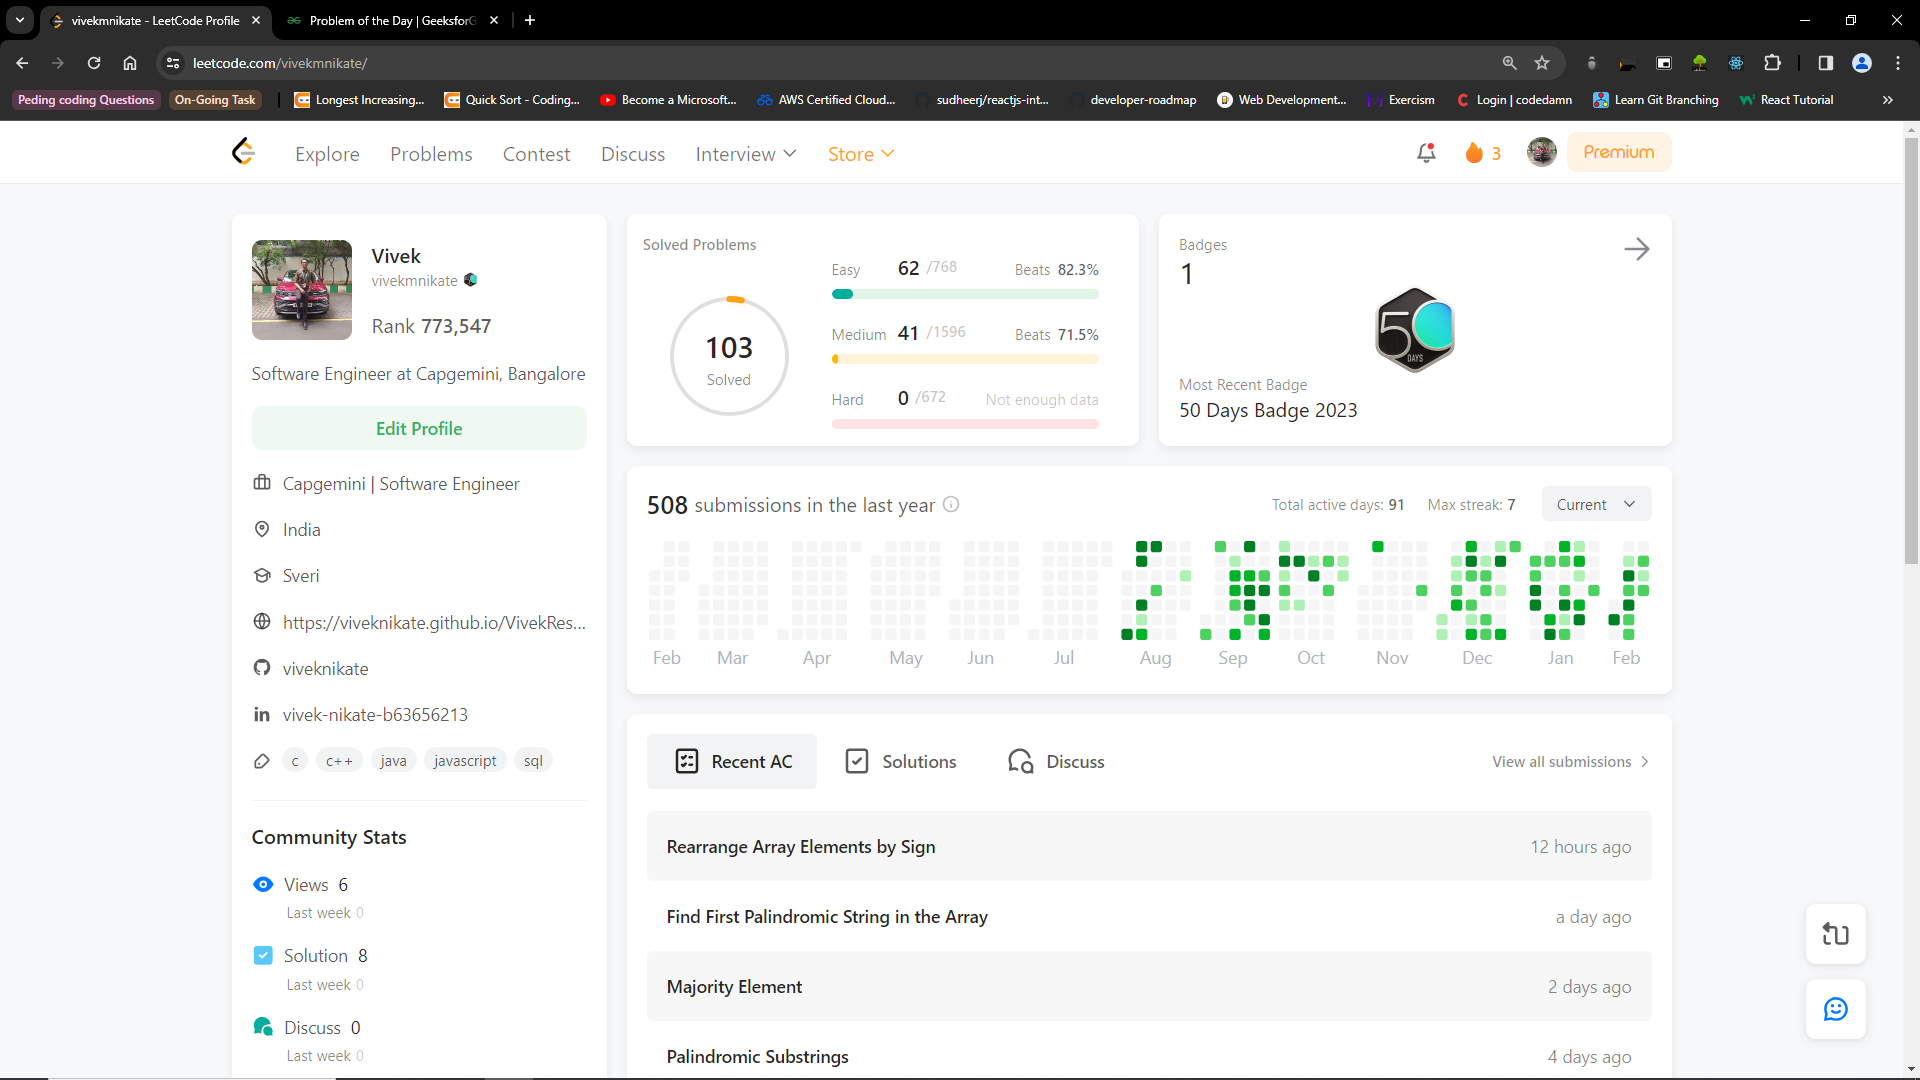 vivekmnikate - LeetCode Profile
Problem of the Day | GeeksforG
leetcode.com/vivekmnikate/
Peding coding Questions
On-Going Task
Longest Increasing...
Quick Sort - Coding...
Become a Microsoft...
AWS Certified Cloud...
sudheerj/reactjs-int...
developer-roadmap
Web Development...
Exercism
Login | codedamn
Learn Git Branching
React Tutorial
Explore
Problems
Contest
Discuss
Interview
Store
3
Premium
Vivek
vivekmnikate
Rank 773,547
Software Engineer at Capgemini, Bangalore
Edit Profile
Capgemini | Software Engineer
India
Sveri
https://viveknikate.github.io/VivekRes...
viveknikate
vivek-nikate-b63656213
c
c++
java
javascript
sql
Community Stats
Views 6
Last week 0
Solution 8
Last week 0
Discuss 0
Last week 0
Solved Problems
103
Solved
Easy 62 /768 Beats 82.3%
Medium 41 /1596 Beats 71.5%
Hard 0 /672 Not enough data
Badges
1
50
DAYS
Most Recent Badge
50 Days Badge 2023
508 submissions in the last year
Total active days: 91
Max streak: 7
Current
Feb Mar Apr May Jun Jul Aug Sep Oct Nov Dec Jan Feb
Recent AC
Solutions
Discuss
View all submissions
Rearrange Array Elements by Sign 12 hours ago
Find First Palindromic String in the Array a day ago
Majority Element 2 days ago
Palindromic Substrings 4 days ago